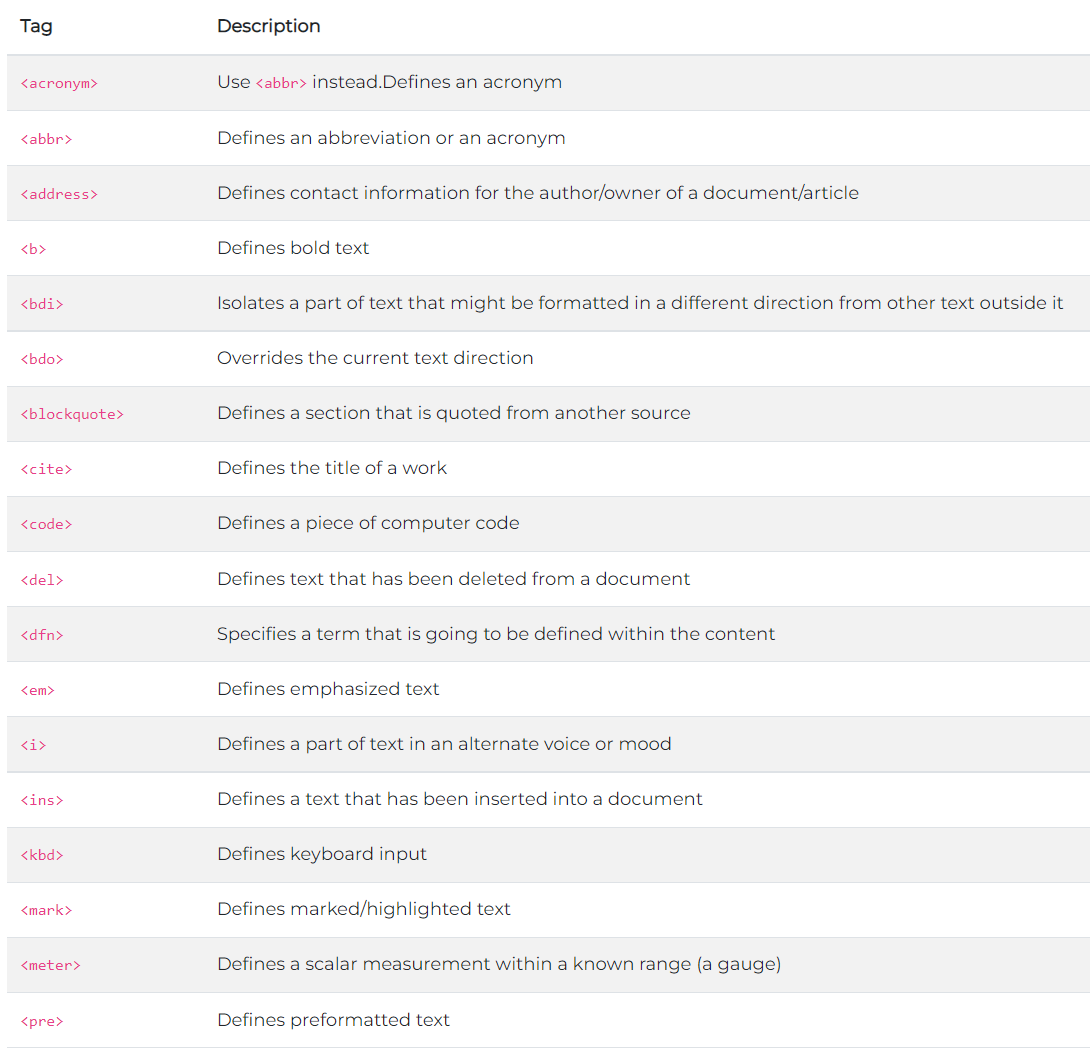 Tag Description
<acronym> Use <abbr> instead.Defines an acronym
<abbr> Defines an abbreviation or an acronym
<address> Defines contact information for the author/owner of a document/article
<b> Defines bold text
<bdi> Isolates a part of text that might be formatted in a different direction from other text outside it
<bdo> Overrides the current text direction
<blockquote> Defines a section that is quoted from another source
<cite> Defines the title of a work
<code> Defines a piece of computer code
<del> Defines text that has been deleted from a document
<dfn> Specifies a term that is going to be defined within the content
<em> Defines emphasized text
<i> Defines a part of text in an alternate voice or mood
<ins> Defines a text that has been inserted into a document
<kbd> Defines keyboard input
<mark> Defines marked/highlighted text
<meter> Defines a scalar measurement within a known range (a gauge)
<pre> Defines preformatted text